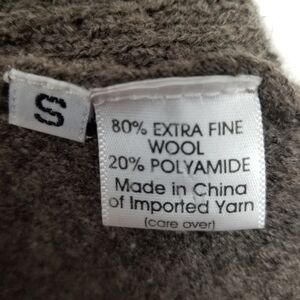 S
80% EXTRA FINE
WOOL
20% POLYAMIDE
Made in China
of Imported Yarn
(care over)